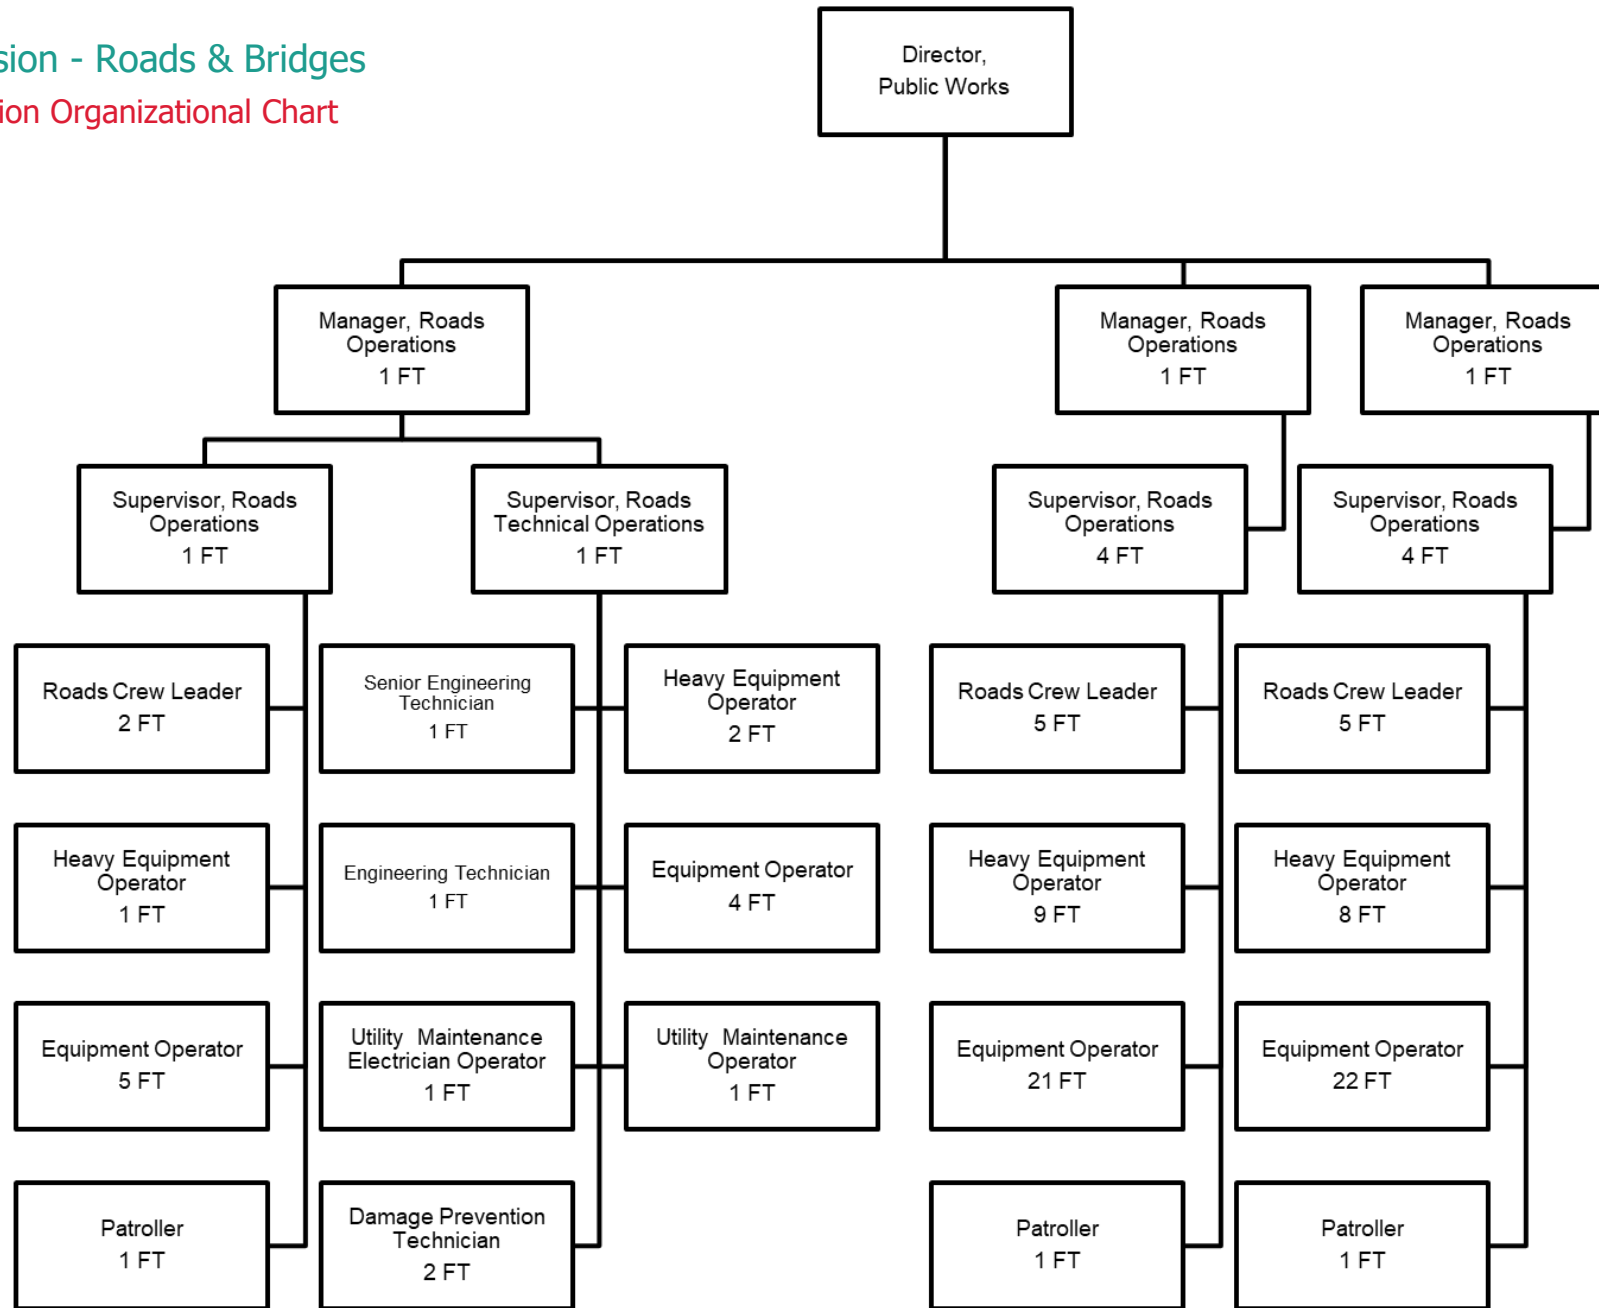 - Roads & Bridges
Organizational Chart
Director,
Public Works
Manager, Roads
Operations
1 FT
Manager, Roads
Operations
1 FT
Manager, Roads
Operations
1 FT
Supervisor, Roads
Operations
1 FT
Supervisor, Roads
Technical Operations
1 FT
Supervisor, Roads
Operations
4 FT
Supervisor, Roads
Operations
4 FT
Roads Crew Leader
2 FT
Senior Engineering
Technician
1 FT
Heavy Equipment
Operator
2 FT
Roads Crew Leader
5 FT
Roads Crew Leader
5 FT
Heavy Equipment
Operator
1 FT
Engineering Technician
1 FT
Equipment Operator
4 FT
Heavy Equipment
Operator
9 FT
Heavy Equipment
Operator
8 FT
Equipment Operator
5 FT
Utility Maintenance
Electrician Operator
1 FT
Utility Maintenance
Operator
1 FT
Equipment Operator
21 FT
Equipment Operator
22 FT
Patroller
1 FT
Damage Prevention
Technician
2 FT
Patroller
1 FT
Patroller
1 FT